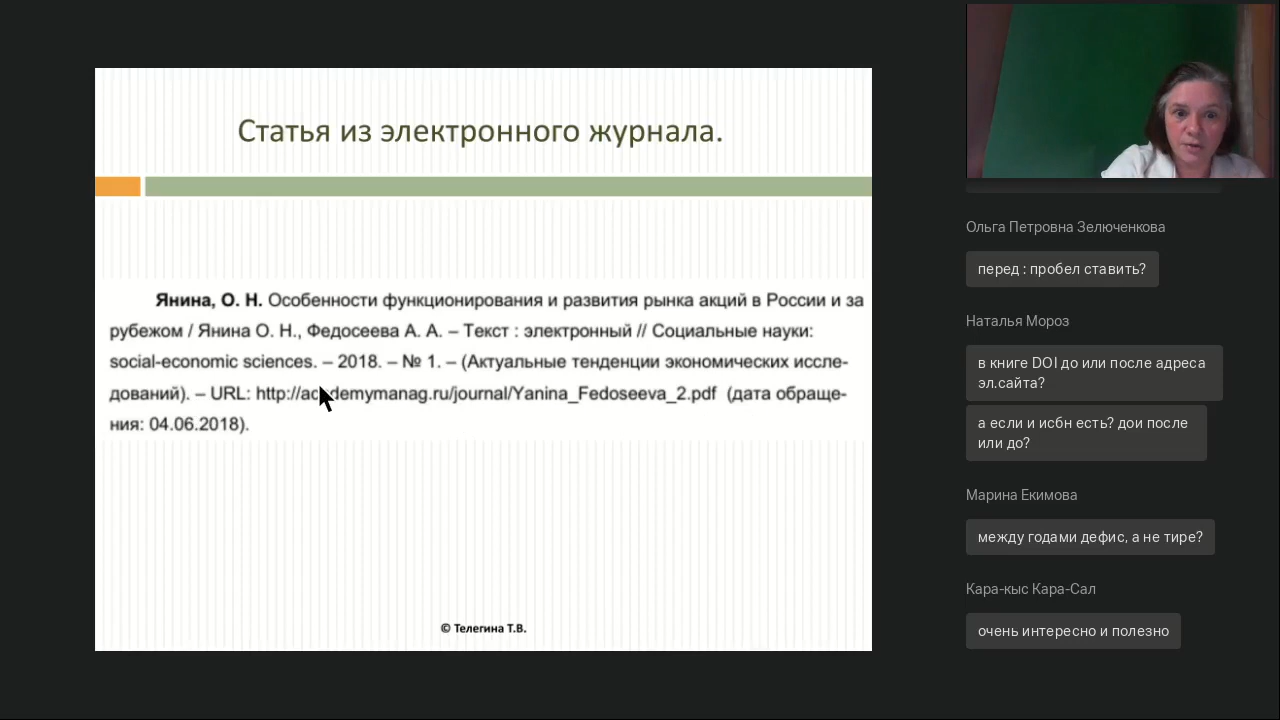 Статья из электронного журнала.
Янина, О. Н. Особенности функционирования и развития рынка акций в России и за
рубежом / Янина О. Н., Федосеева А. А. – Текст : электронный // Социальные науки:
social-economic sciences. – 2018. – № 1. – (Актуальные тенденции экономических иссле-
дований). – URL: http://academymanag.ru/journal/Yanina_Fedoseeva_2.pdf (дата обраще-
ния: 04.06.2018).
© Телегина Т.В.
Ольга Петровна Зелюченкова
перед : пробел ставить?
Наталья Мороз
в книге DOI до или после адреса
эл.сайта?
а если и исбн есть? дои после
или до?
Марина Екимова
между годами дефис, а не тире?
Кара-кыс Кара-Сал
очень интересно и полезно